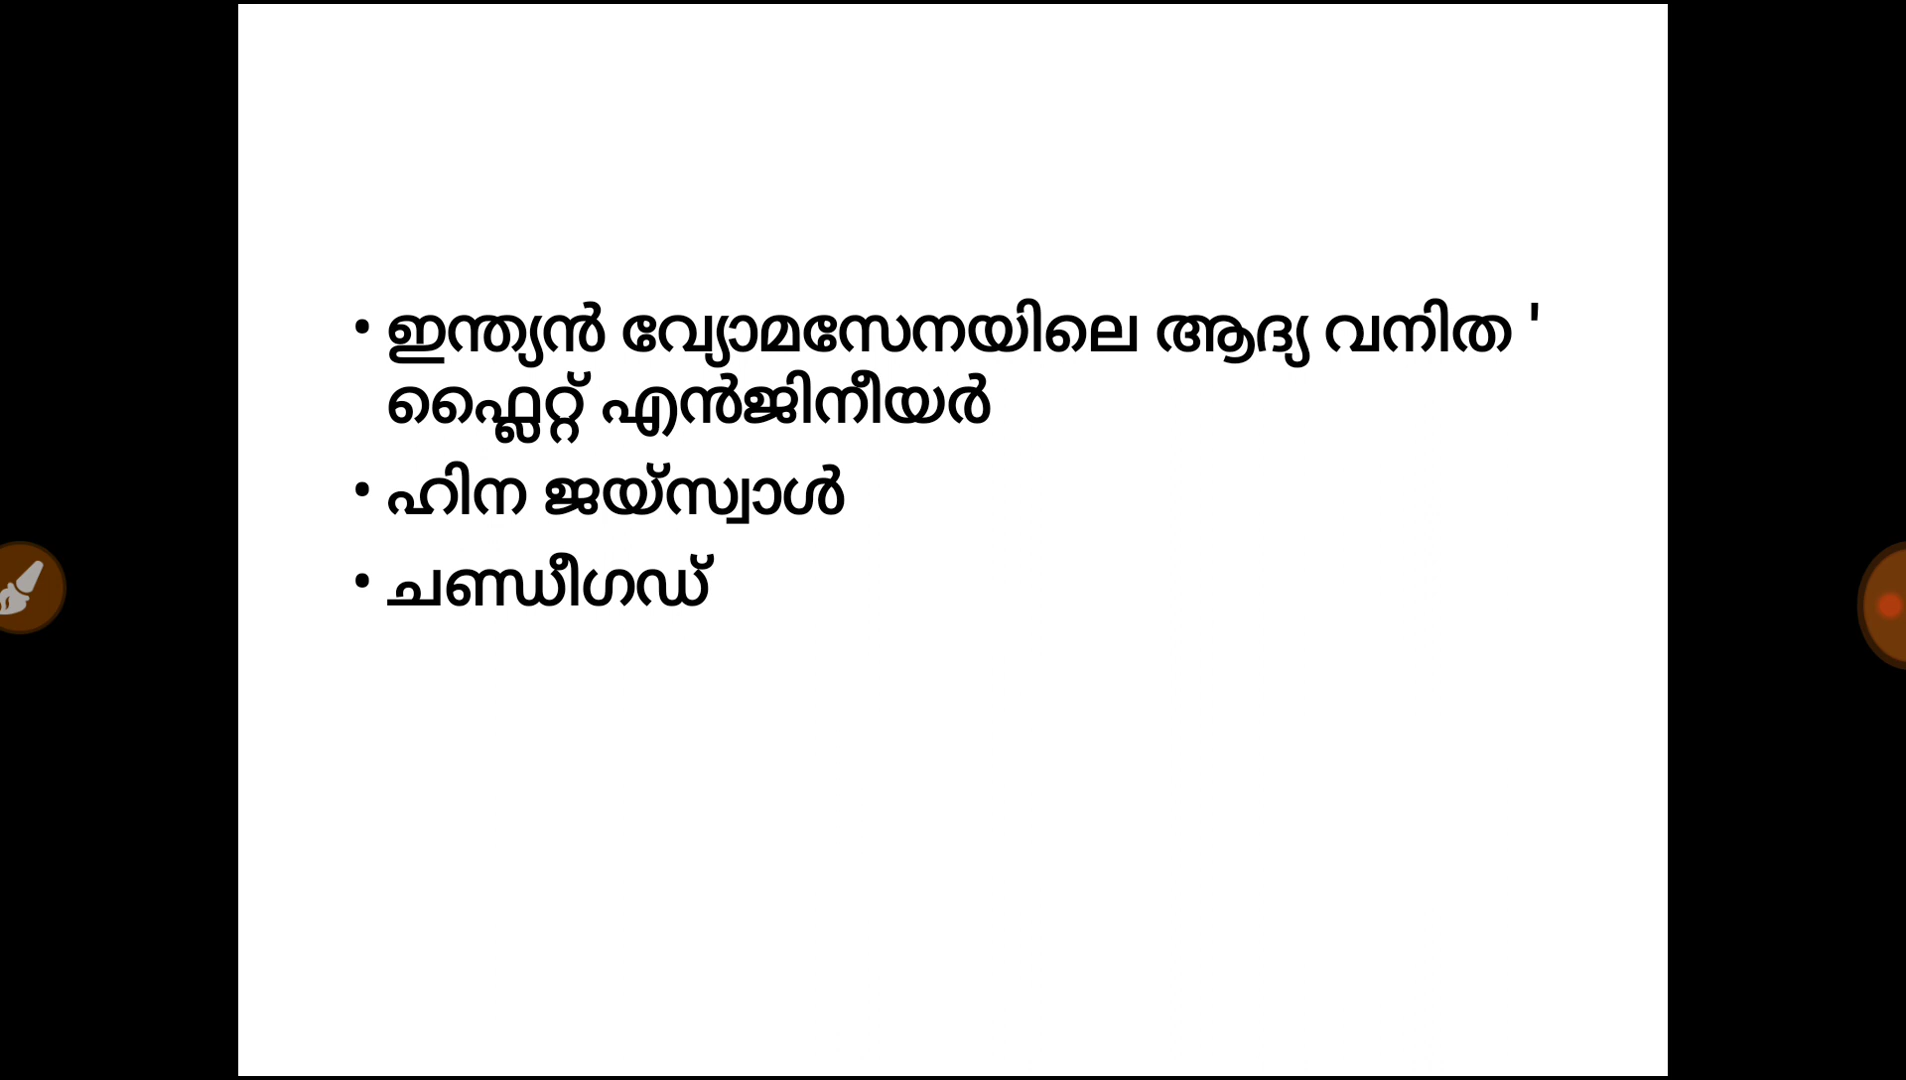 • ഇന്ത്യൻ വ്യോമസേനയിലെ ആദ്യ വനിത '
ഫ്ലൈറ്റ് എൻജിനീയർ
• ഹിന ജയ്സ്വാൾ
• ചണ്ഡീഗഡ്